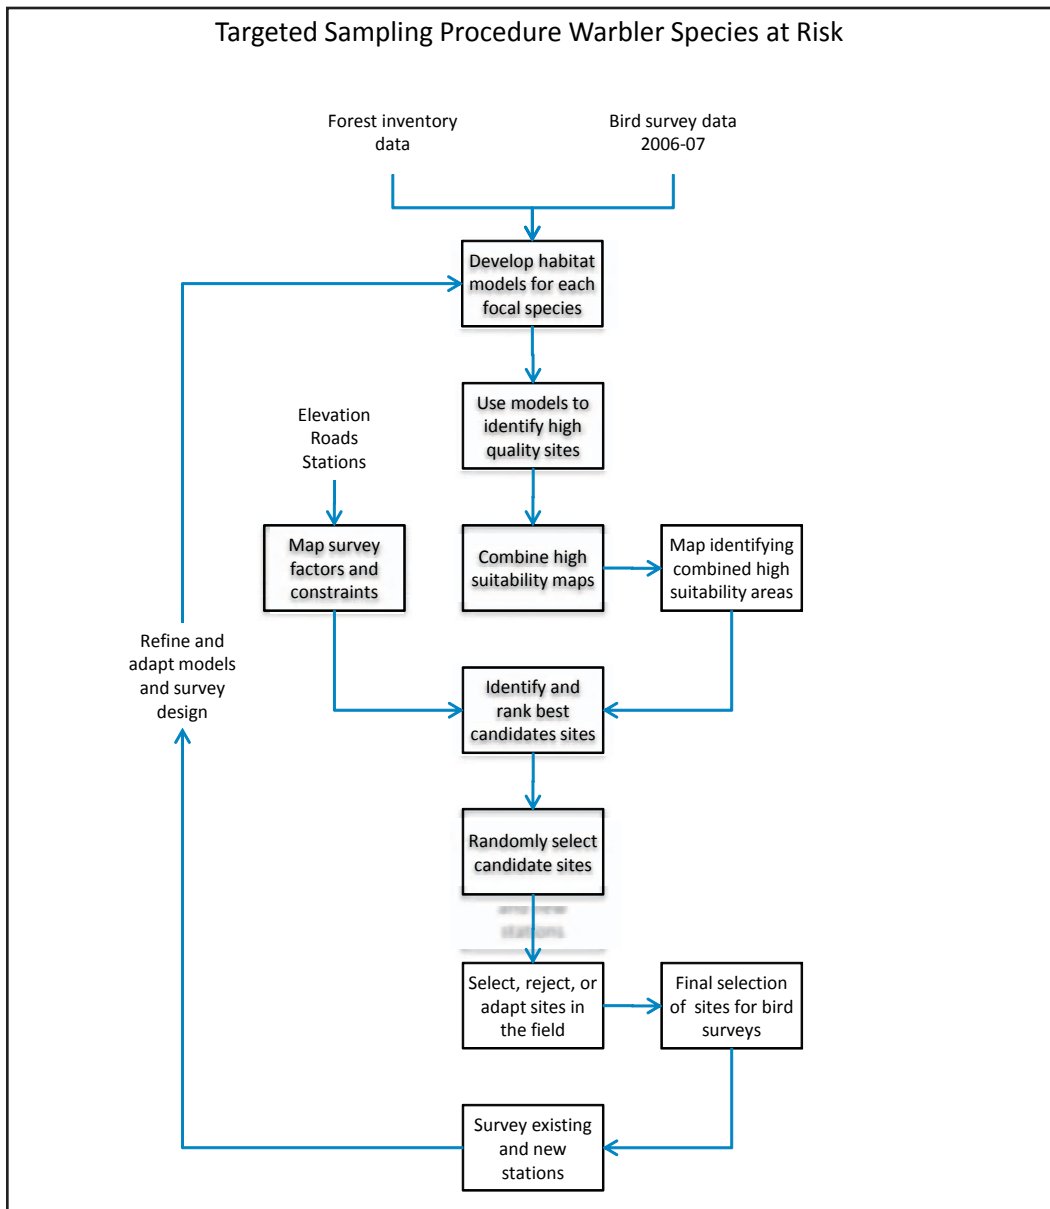 Targeted Sampling Procedure Warbler Species at Risk
Forest inventory
data
Bird survey data
2006-07
Develop habitat
models for each
focal species
Use models to
identify high
quality sites
Elevation
Roads
Stations
Map survey
factors and
constraints
Combine high
suitability maps
Map identifying
combined high
suitability areas
Refine and
adapt models
and survey
design
Identify and
rank best
candidates sites
Randomly select
candidate sites
and new
stations
Select, reject, or
adapt sites in
the field
Final selection
of sites for bird
surveys
Survey existing
and new
stations